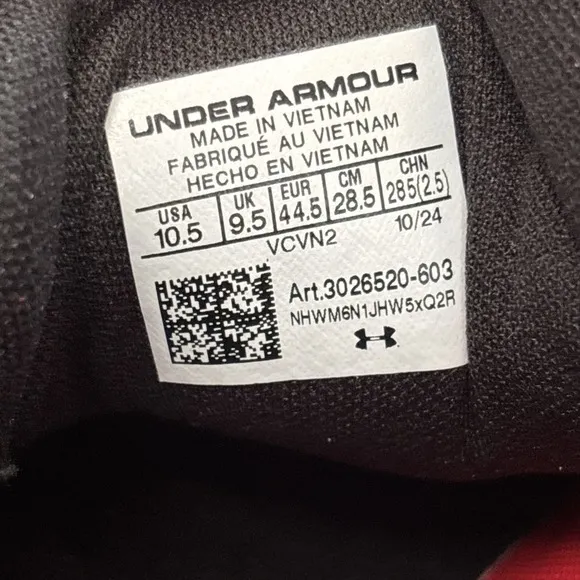 UNDER ARMOUR
MADE IN VIETNAM
FABRIQUÉ AU VIETNAM
HECHO EN VIETNAM
USA UK EUR CM CHN
10.5 9.5 44.5 28.5 285(2.5)
VCVN2 10/24
Art.3026520-603
NHWM6N1JHW5xQ2R